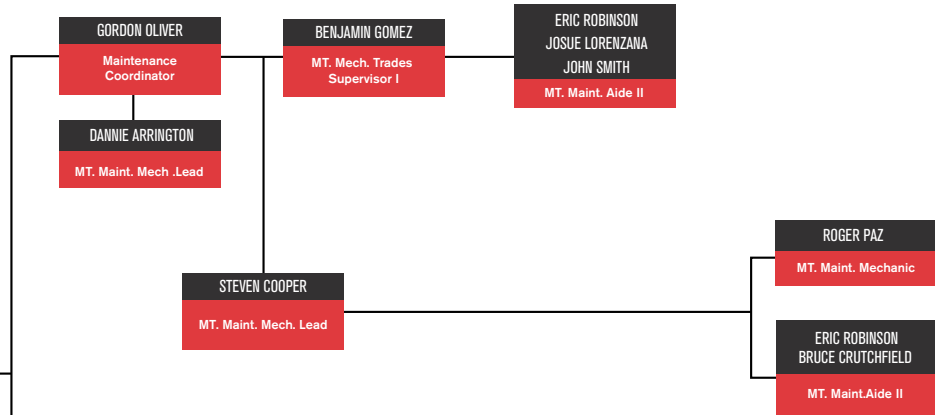 GORDON OLIVER
Maintenance
Coordinator
BENJAMIN GOMEZ
MT. Mech. Trades
Supervisor I
ERIC ROBINSON
JOSUE LORENZANA
JOHN SMITH
MT. Maint. Aide II
DANNIE ARRINGTON
MT. Maint. Mech .Lead
STEVEN COOPER
MT. Maint. Mech. Lead
ROGER PAZ
MT. Maint. Mechanic
ERIC ROBINSON
BRUCE CRUTCHFIELD
MT. Maint.Aide II